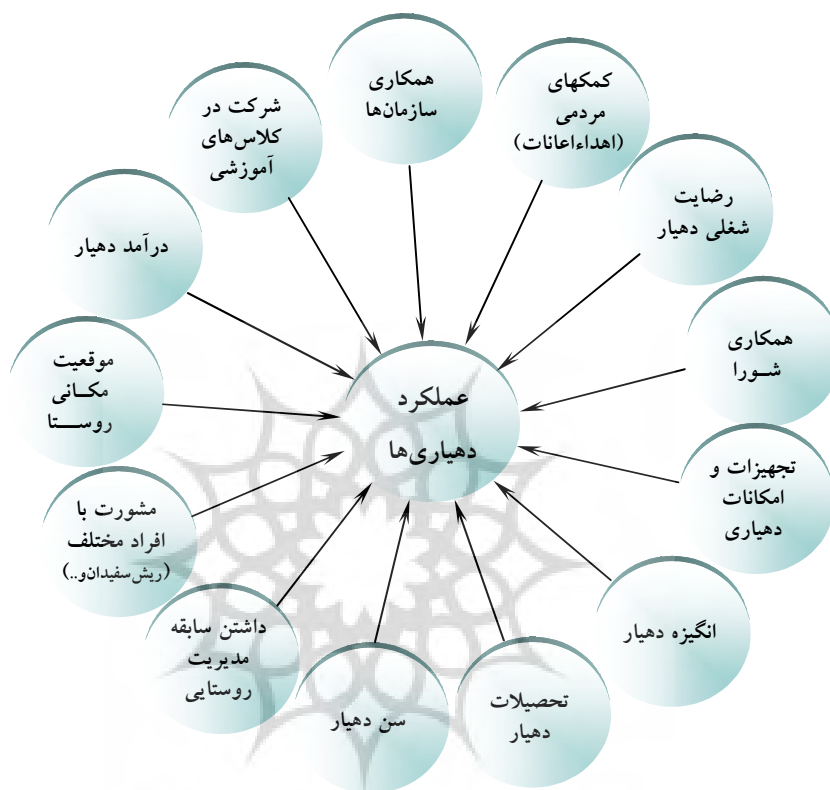 همکاری
سازمان‌ها
کمکهای
مردمی
(اهداءاعانات)
رضایت
شغلی دهیار
همکاری
شــورا
تجهیزات و
امکانات
دهیاری
انگیزه دهیار
تحصیلات
دهیار
سن دهیار
داشتن سابقه
مدیریت
روستایی
مشورت با
افراد مختلف
(ریش‌سفیدان‌و..)
موقعیت
مکــانی
روســـتا
درآمد دهیار
شرکت در
کلاس‌های
آموزشی
عملکرد
دهیاری‌ها